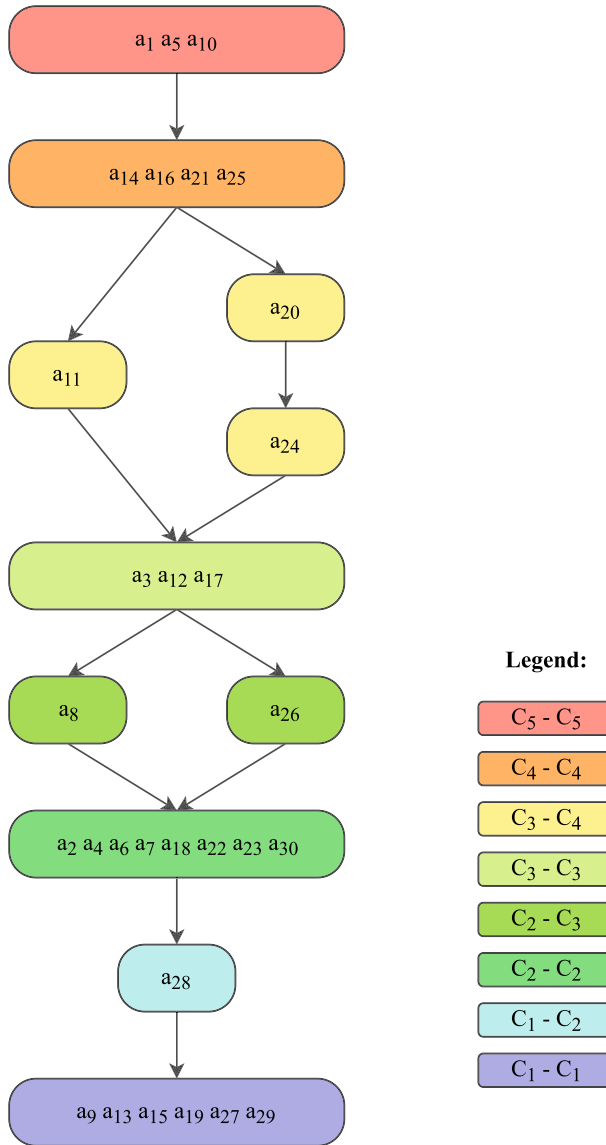 a₁ a₅ a₁₀
a₁₄ a₁₆ a₂₁ a₂₅
a₂₀
a₁₁
a₂₄
a₃ a₁₂ a₁₇
a₈
a₂₆
a₂ a₄ a₆ a₇ a₁₈ a₂₂ a₂₃ a₃₀
a₂₈
a₉ a₁₃ a₁₅ a₁₉ a₂₇ a₂₉
Legend:
C₅ - C₅
C₄ - C₄
C₃ - C₄
C₃ - C₃
C₂ - C₃
C₂ - C₂
C₁ - C₂
C₁ - C₁